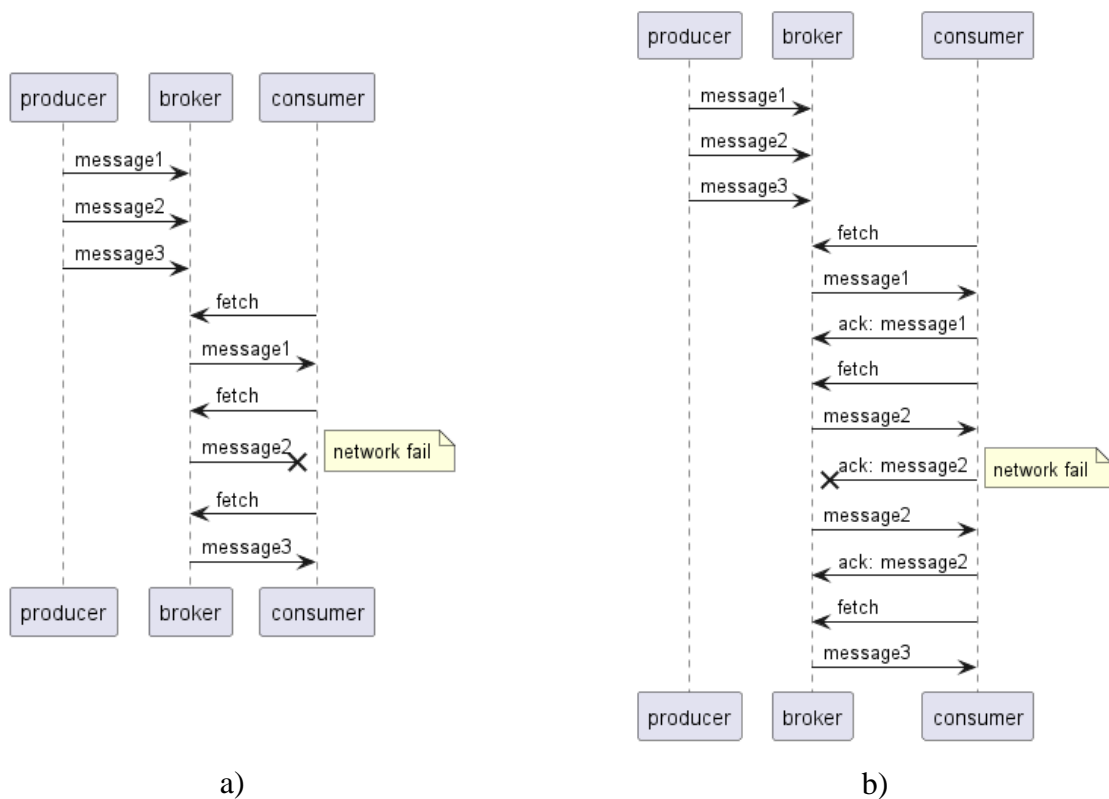 producer broker consumer
message1
message2
message3
fetch
message1
fetch
message2
network fail
fetch
message3
producer broker consumer
a)
producer broker consumer
message1
message2
message3
fetch
message1
ack: message1
fetch
message2
ack: message2
network fail
message2
ack: message2
fetch
message3
producer broker consumer
b)